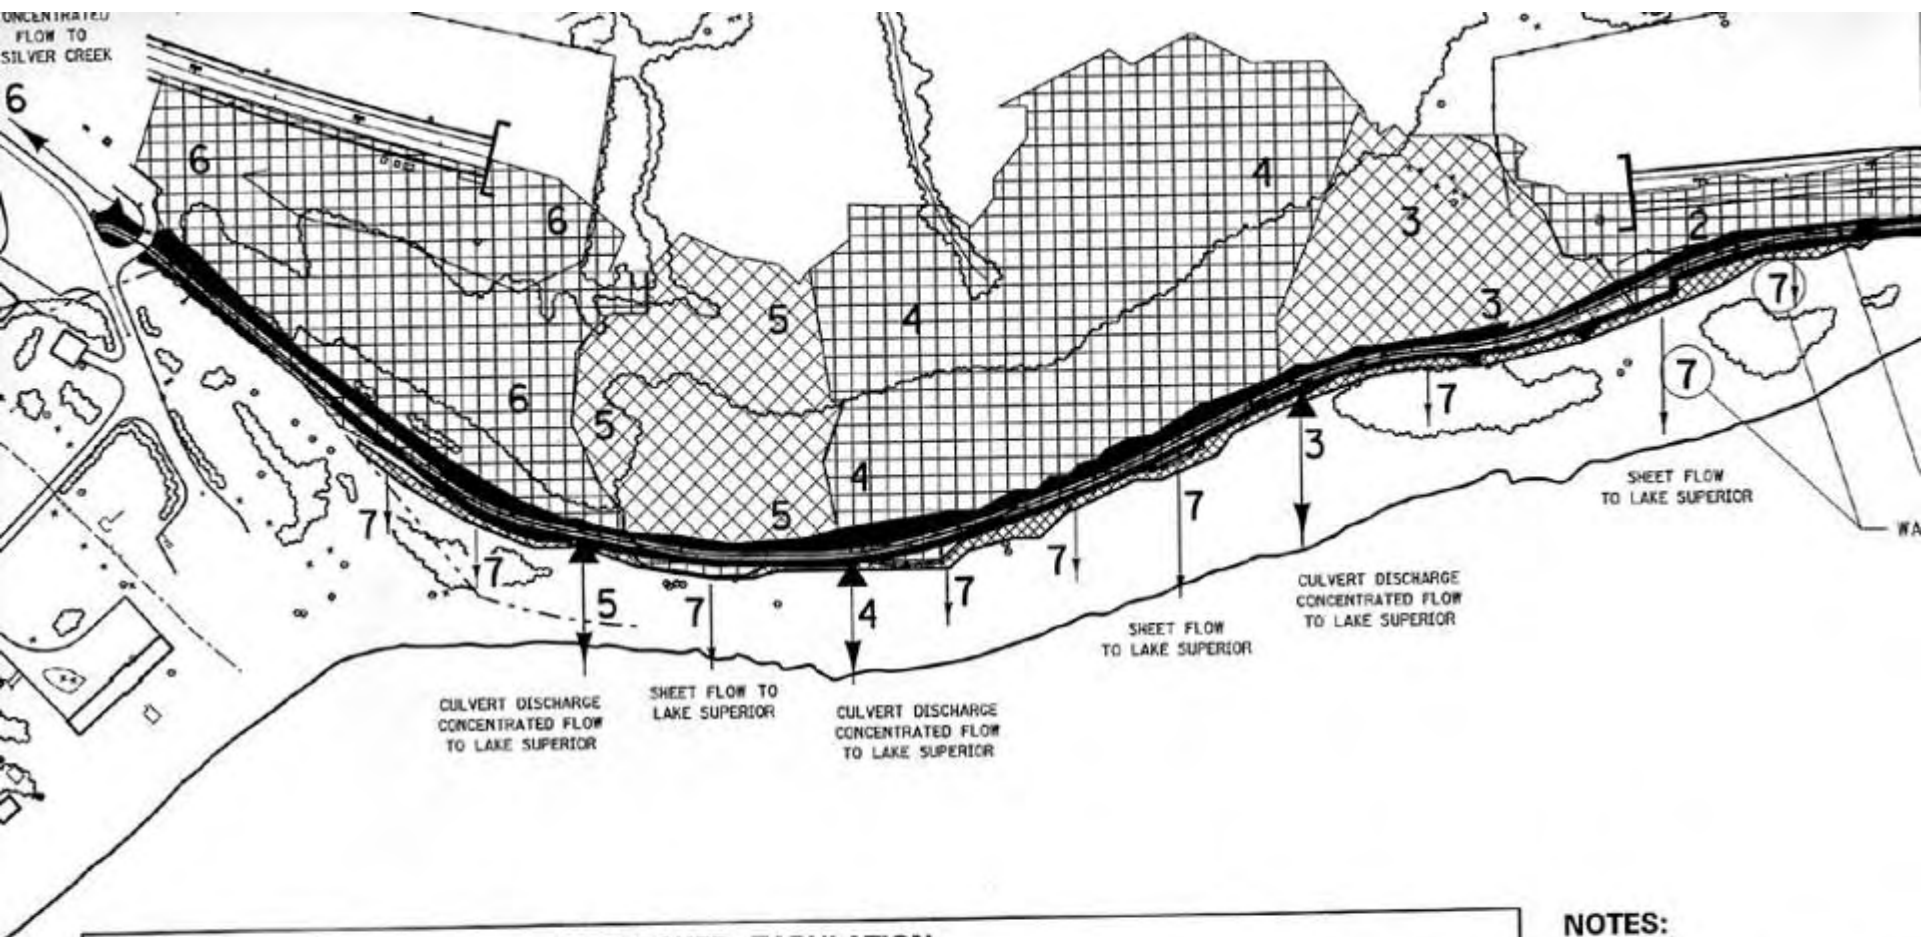 FLOW TO
SILVER CREEK
6
6
6
6
5
5
5
4
4
4
3
3
2
7
7
7
7
5
7
4
7
7
7
3
7
SHEET FLOW
TO LAKE SUPERIOR
WA
CULVERT DISCHARGE
CONCENTRATED FLOW
TO LAKE SUPERIOR
SHEET FLOW
TO LAKE SUPERIOR
SHEET FLOW TO
LAKE SUPERIOR
CULVERT DISCHARGE
CONCENTRATED FLOW
TO LAKE SUPERIOR
CULVERT DISCHARGE
CONCENTRATED FLOW
TO LAKE SUPERIOR
NOTES: